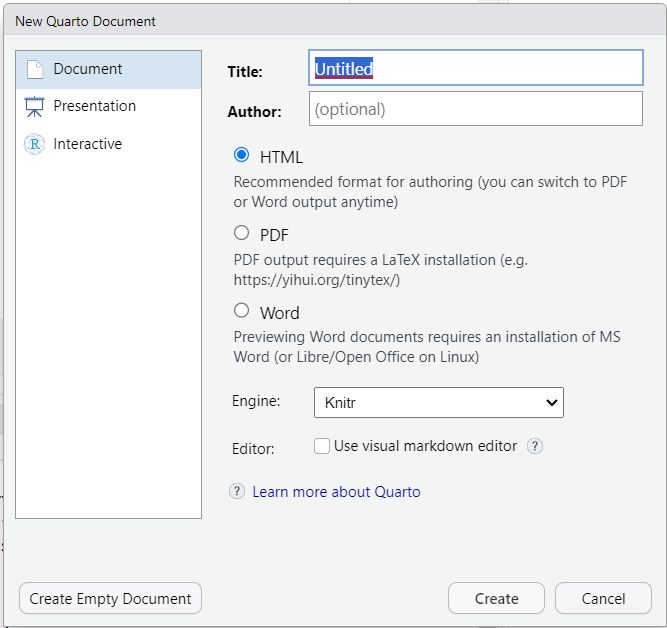 New Quarto Document
Document
Presentation
R Interactive
Title: Untitled
Author: (optional)
HTML
Recommended format for authoring (you can switch to PDF
or Word output anytime)
PDF
PDF output requires a LaTeX installation (e.g.
https://yihui.org/tinytex/)
Word
Previewing Word documents requires an installation of MS
Word (or Libre/Open Office on Linux)
Engine: Knitr
Editor: Use visual markdown editor ?
? Learn more about Quarto
Create Empty Document Create Cancel